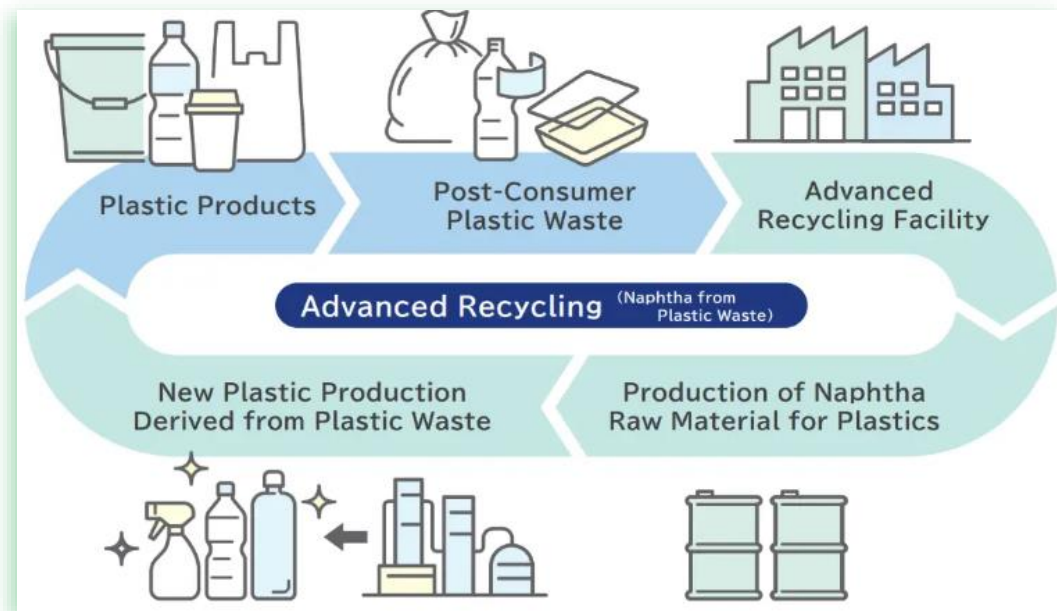 Plastic Products
Post-Consumer
Plastic Waste
Advanced
Recycling Facility
Advanced Recycling
(Naphtha from
Plastic Waste)
New Plastic Production
Derived from Plastic Waste
Production of Naphtha
Raw Material for Plastics